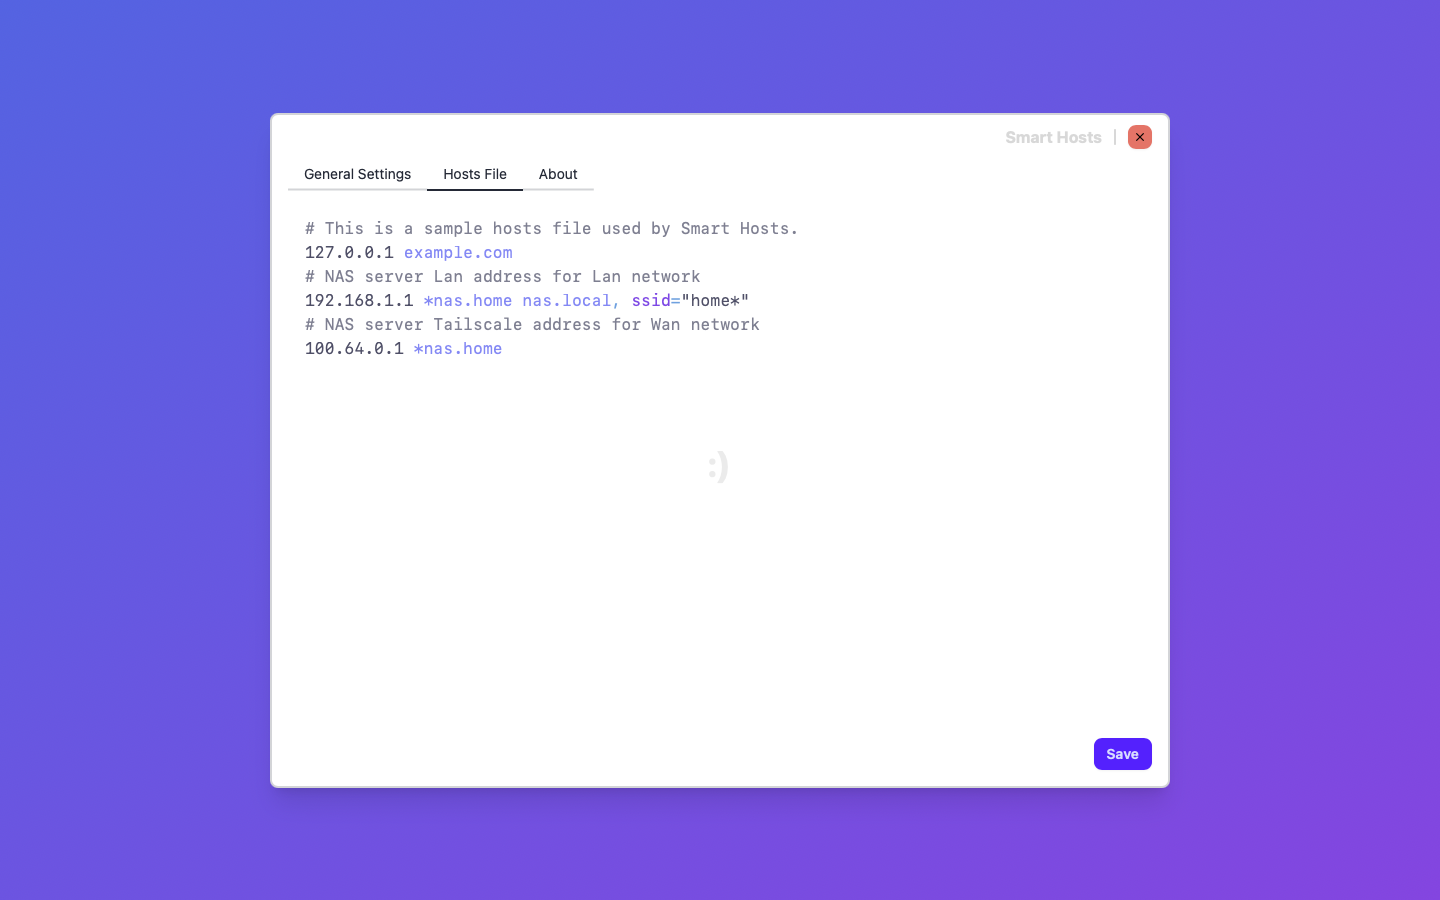 Smart Hosts |
General Settings Hosts File About
# This is a sample hosts file used by Smart Hosts.
127.0.0.1 example.com
# NAS server Lan address for Lan network
192.168.1.1 *nas.home nas.local, ssid="home*"
# NAS server Tailscale address for Wan network
100.64.0.1 *nas.home
:)
Save